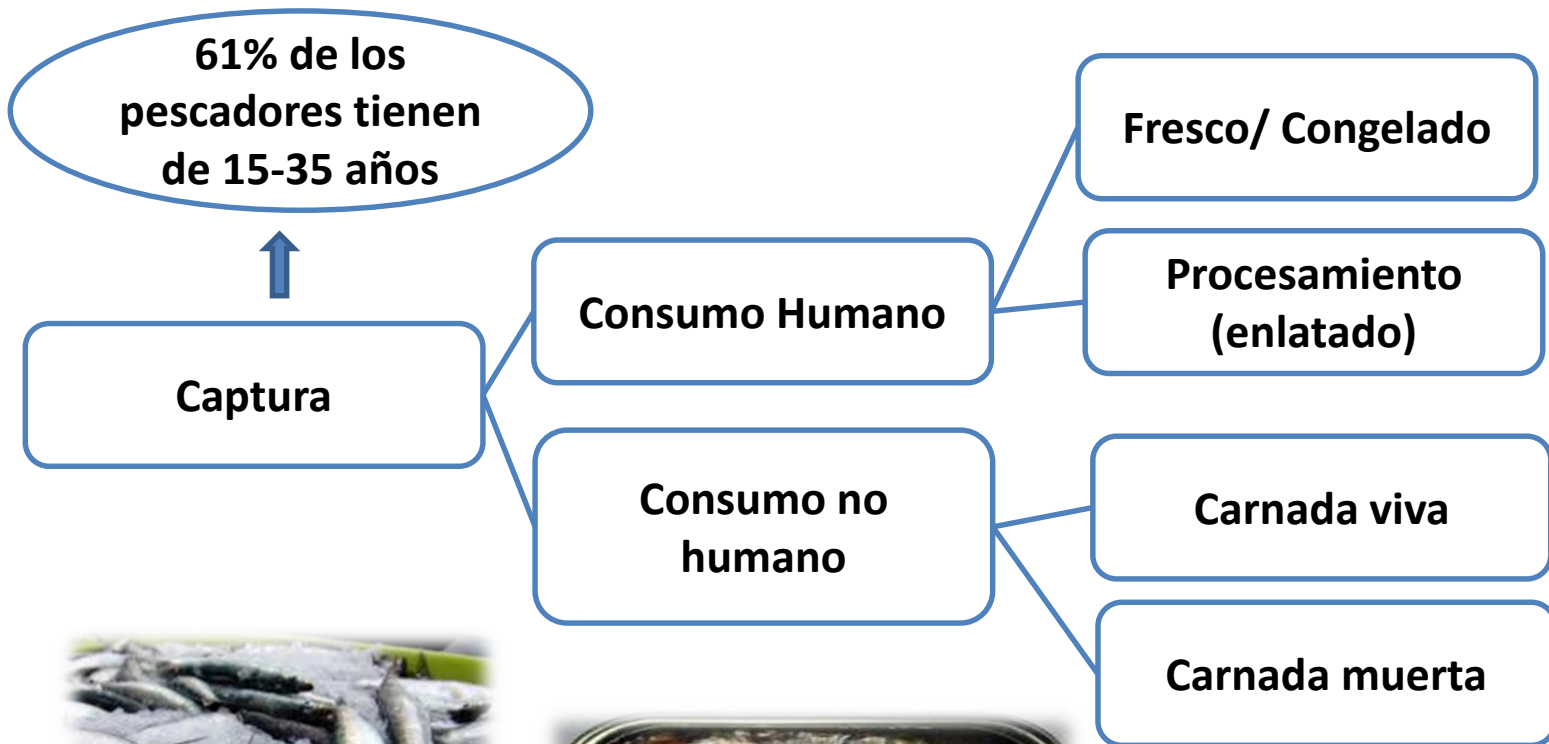 61% de los
pescadores tienen
de 15-35 años
Captura
Consumo Humano
Consumo no
humano
Fresco/ Congelado
Procesamiento
(enlatado)
Carnada viva
Carnada muerta